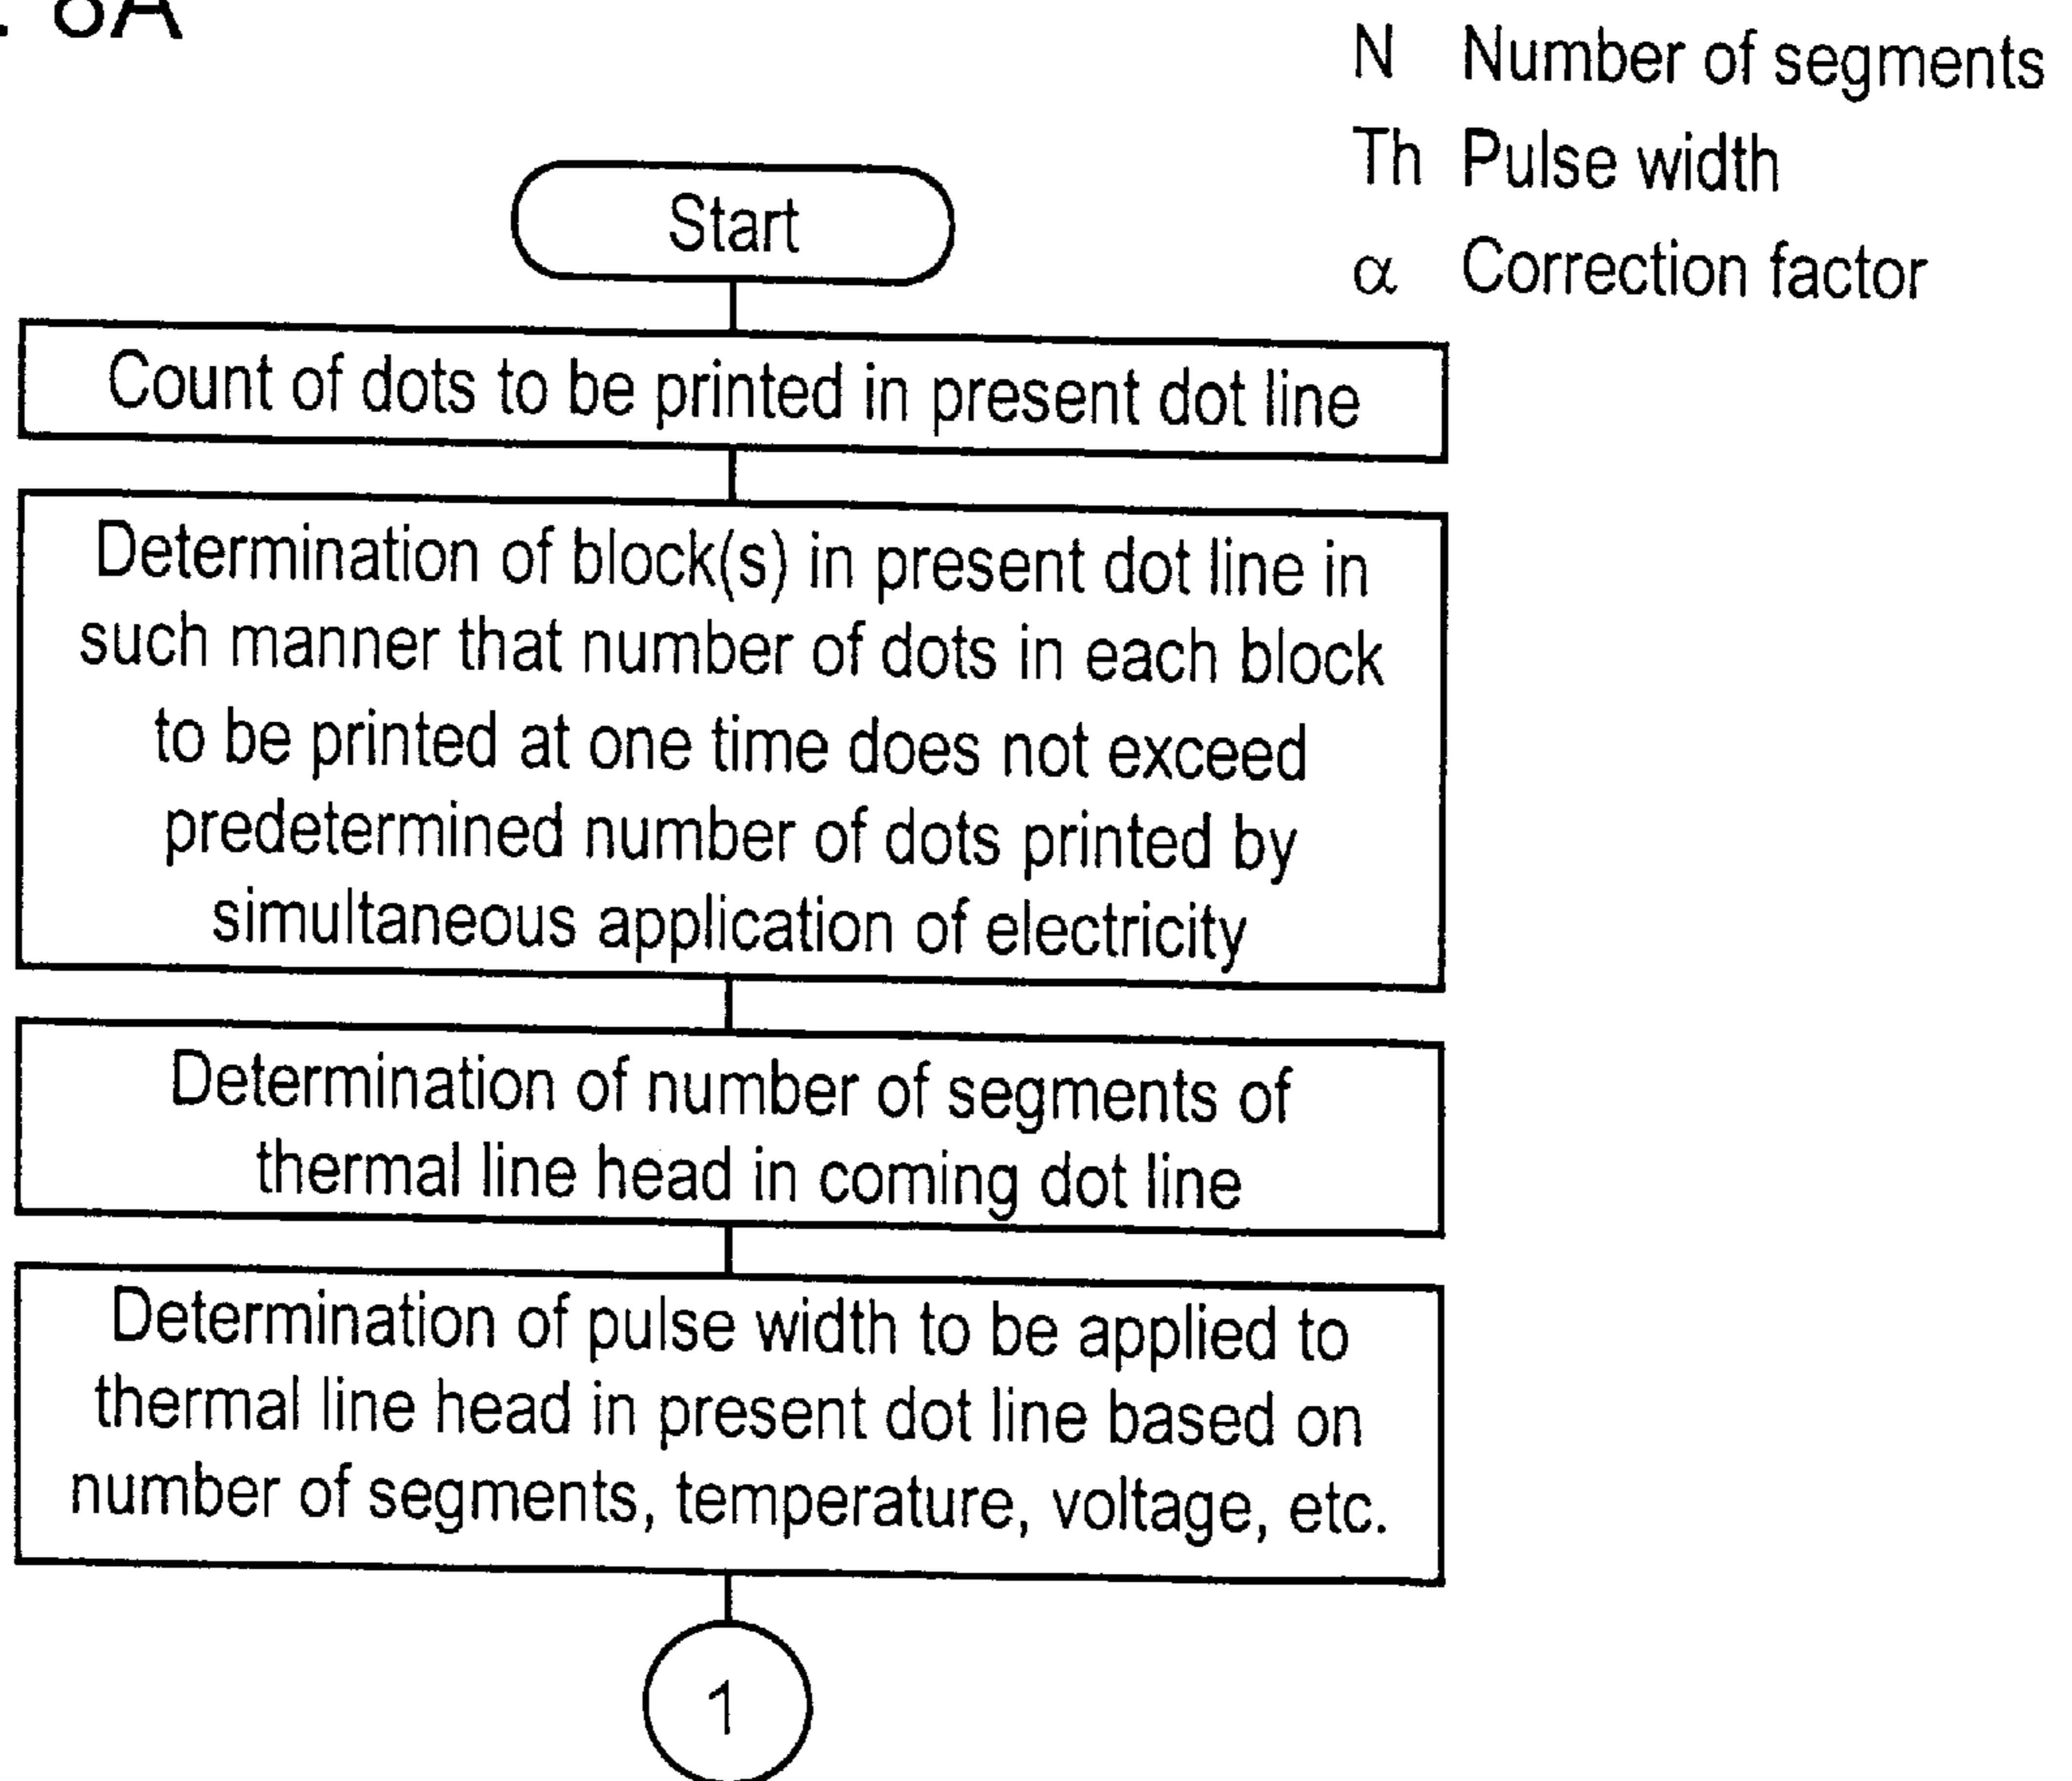 8A
N Number of segments
Th Pulse width
α Correction factor
Start
Count of dots to be printed in present dot line
Determination of block(s) in present dot line in
such manner that number of dots in each block
to be printed at one time does not exceed
predetermined number of dots printed by
simultaneous application of electricity
Determination of number of segments of
thermal line head in coming dot line
Determination of pulse width to be applied to
thermal line head in present dot line based on
number of segments, temperature, voltage, etc.
1